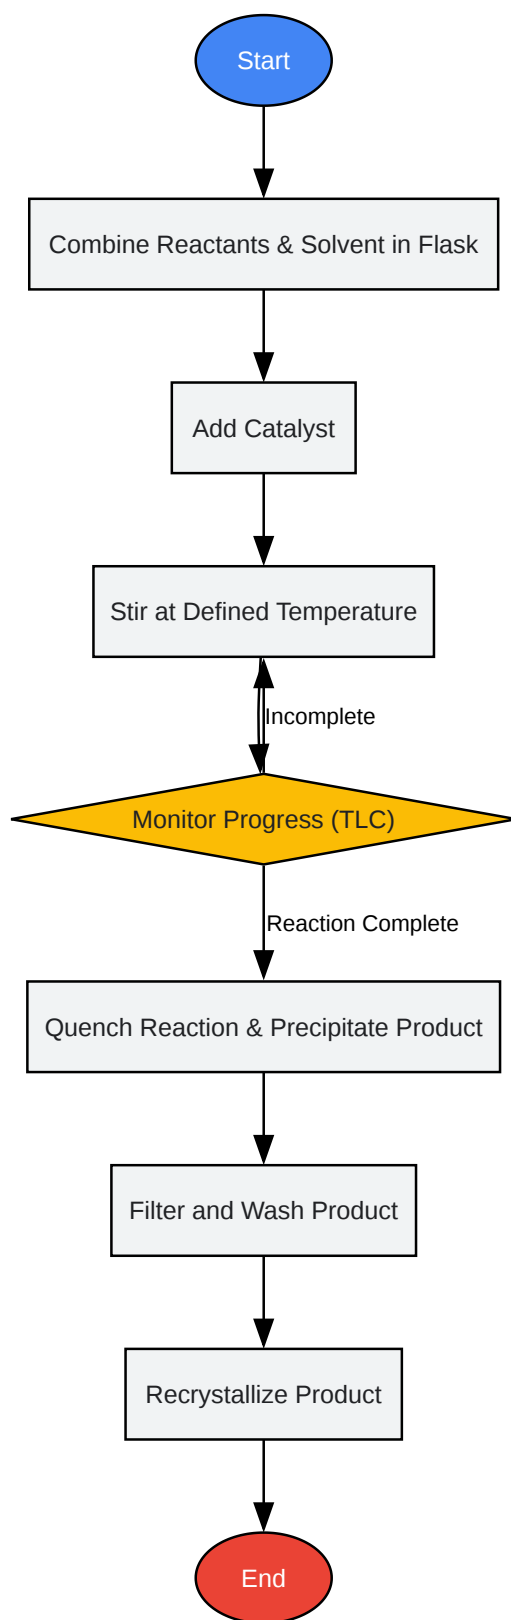 Start
Combine Reactants & Solvent in Flask
Add Catalyst
Stir at Defined Temperature
Incomplete
Monitor Progress (TLC)
Reaction Complete
Quench Reaction & Precipitate Product
Filter and Wash Product
Recrystallize Product
End